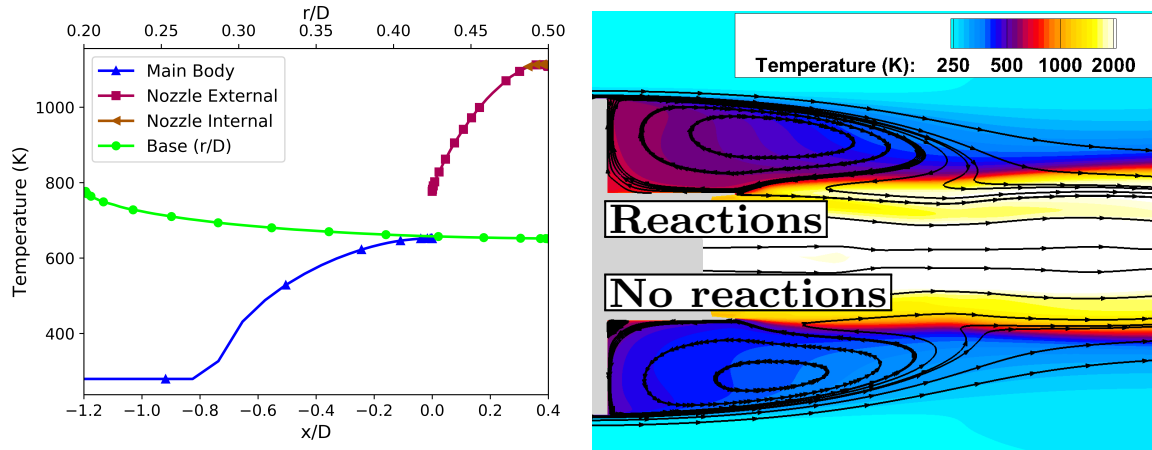 r/D
0.20 0.25 0.30 0.35 0.40 0.45 0.50
Main Body
Nozzle External
Nozzle Internal
Base (r/D)
Temperature (K)
1000
800
600
400
−1.2 −1.0 −0.8 −0.6 −0.4 −0.2 0.0 0.2 0.4
x/D
Temperature (K): 250 500 1000 2000
Reactions
No reactions